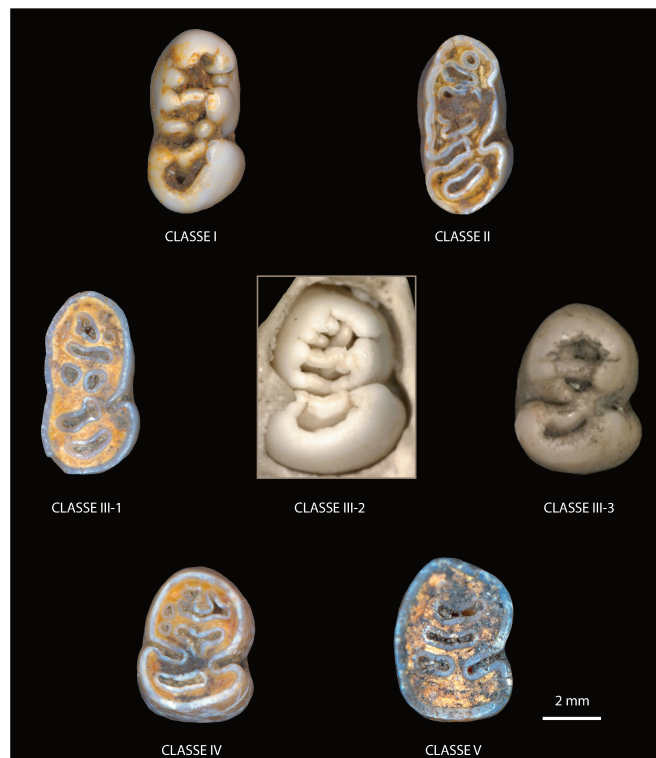 CLASSE I
CLASSE II
CLASSE III-1
CLASSE III-2
CLASSE III-3
CLASSE IV
CLASSE V
2 mm